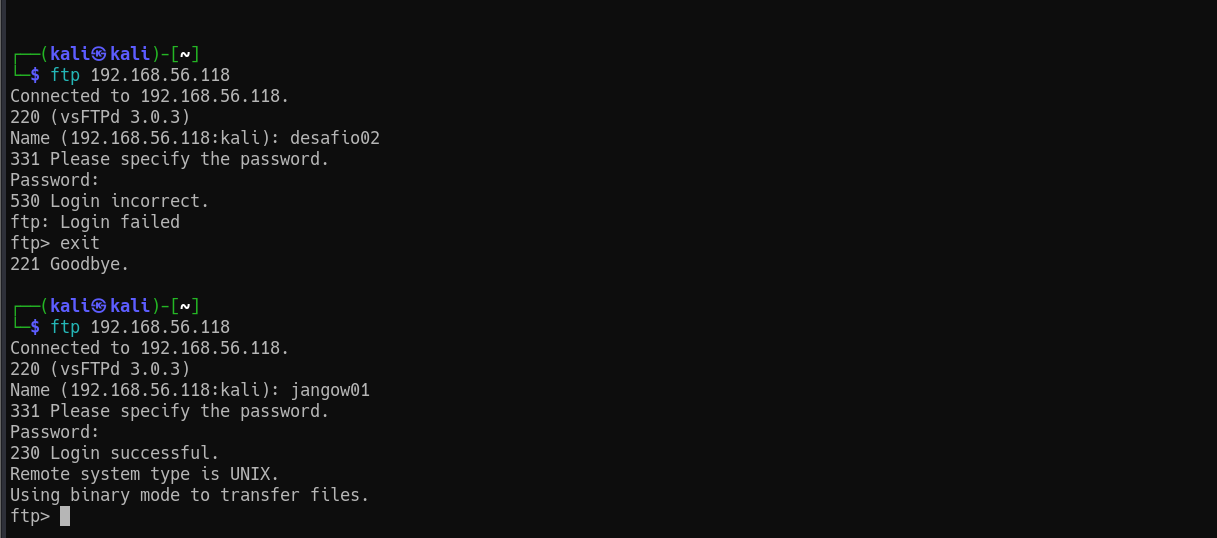 ┌──(kali㉿kali)-[~]
└─$ ftp 192.168.56.118
Connected to 192.168.56.118.
220 (vsFTPd 3.0.3)
Name (192.168.56.118:kali): desafio02
331 Please specify the password.
Password:
530 Login incorrect.
ftp: Login failed
ftp> exit
221 Goodbye.
┌──(kali㉿kali)-[~]
└─$ ftp 192.168.56.118
Connected to 192.168.56.118.
220 (vsFTPd 3.0.3)
Name (192.168.56.118:kali): jangow01
331 Please specify the password.
Password:
230 Login successful.
Remote system type is UNIX.
Using binary mode to transfer files.
ftp>